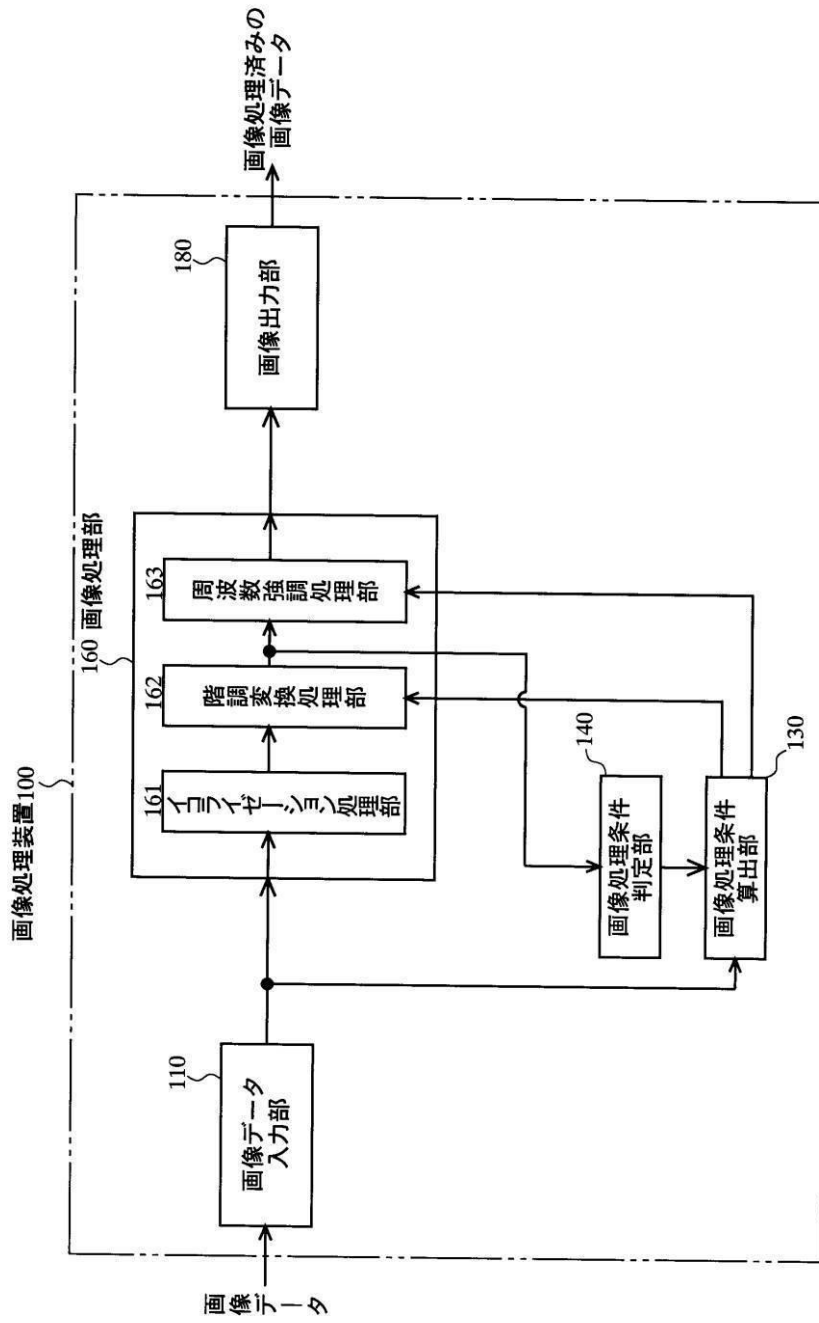 画像処理装置100
画像データ
110
画像データ
入力部
160
画像処理部
161
イコライゼーション処理部
162
階調変換処理部
163
周波数強調処理部
140
画像処理条件
判定部
130
画像処理条件
算出部
180
画像出力部
画像処理済みの
画像データ